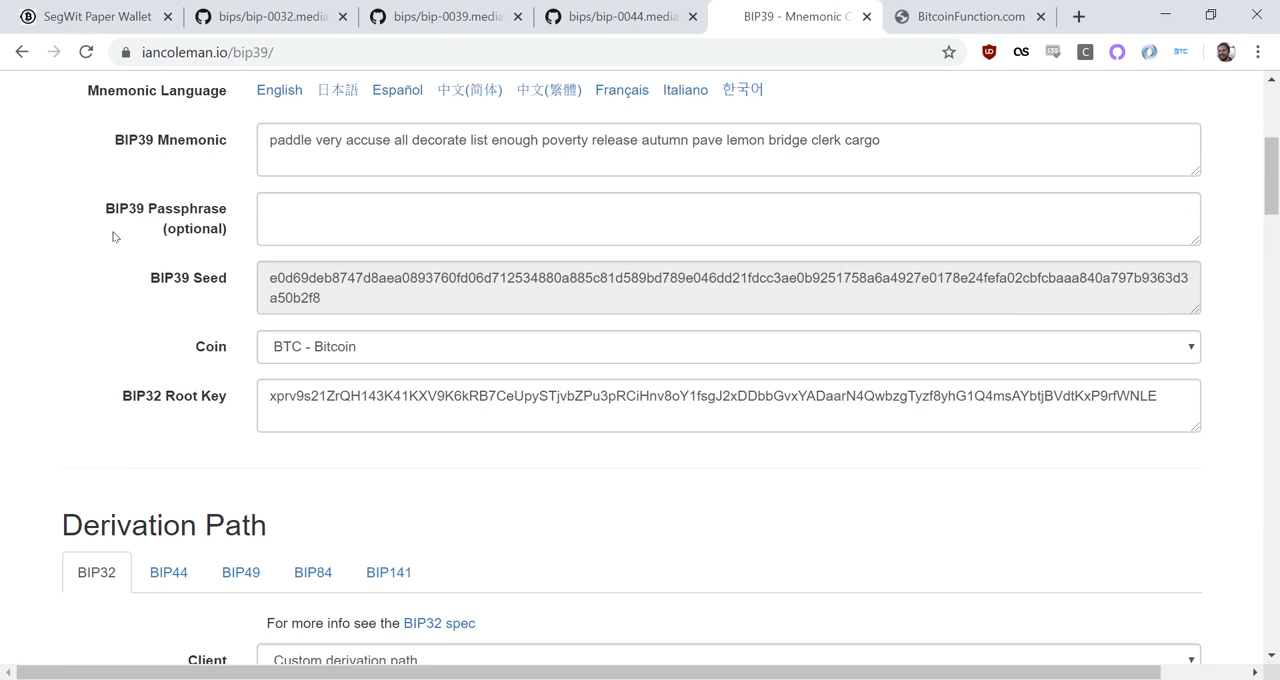 SegWit Paper Wallet
bips/bip-0032.media
bips/bip-0039.media
bips/bip-0044.media
BIP39 - Mnemonic C
BitcoinFunction.com
iancoleman.io/bip39/
Mnemonic Language English 日本語 Español 中文(简体) 中文(繁體) Français Italiano 한국어
BIP39 Mnemonic paddle very accuse all decorate list enough poverty release autumn pave lemon bridge clerk cargo
BIP39 Passphrase
(optional)
BIP39 Seed e0d69deb8747d8aea0893760fd06d712534880a885c81d589bd789e046dd21fdcc3ae0b9251758a6a4927e0178e24fefa02cbfcbaaa840a797b9363d3
a50b2f8
Coin BTC - Bitcoin
BIP32 Root Key xprv9s21ZrQH143K41KXV9K6kRB7CeUpySTjvbZPu3pRCiHnv8oY1fsgJ2xDDbbGvxYADaarN4QwbzgTyzf8yhG1Q4msAYbtjBVdtKxP9rfWNLE
Derivation Path
BIP32 BIP44 BIP49 BIP84 BIP141
For more info see the BIP32 spec
Client Custom derivation path